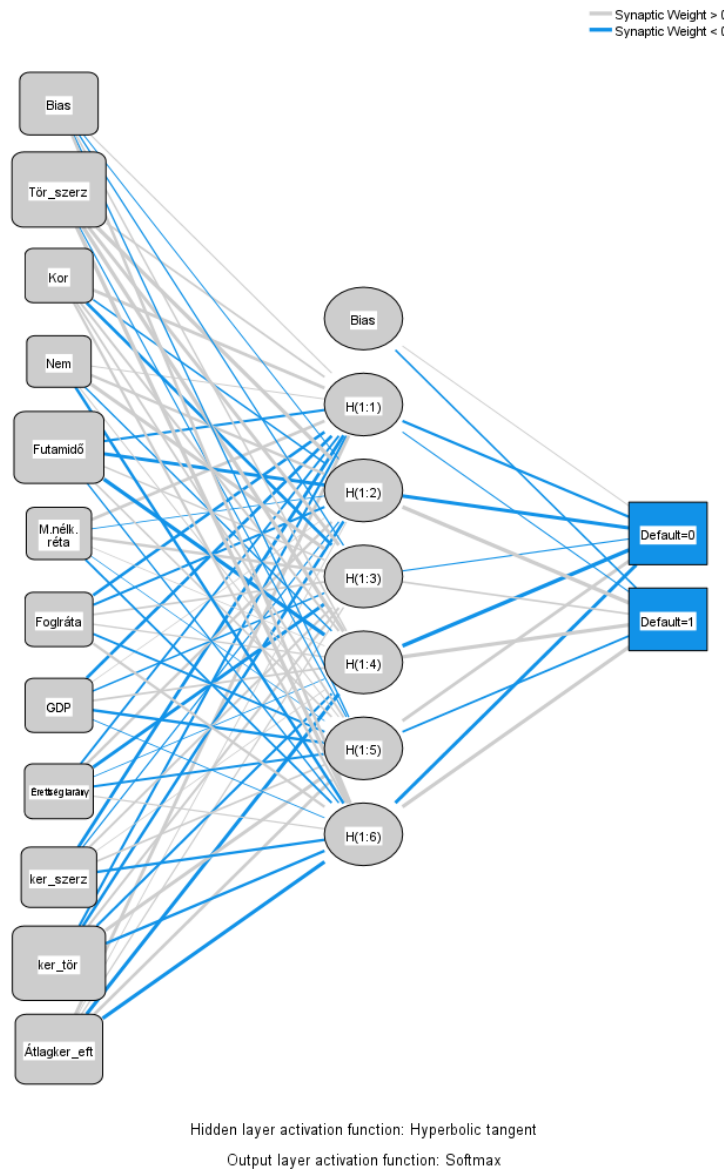 Synaptic Weight > 0
Synaptic Weight < 0
Bias
Tör_szerz
Kor
Nem
Futamidő
M.nélk.
réta
Foglráta
GDP
Érettségiarány
ker_szerz
ker_tör
Átlagker_eft
Bias
H(1:1)
H(1:2)
H(1:3)
H(1:4)
H(1:5)
H(1:6)
Default=0
Default=1
Hidden layer activation function: Hyperbolic tangent
Output layer activation function: Softmax